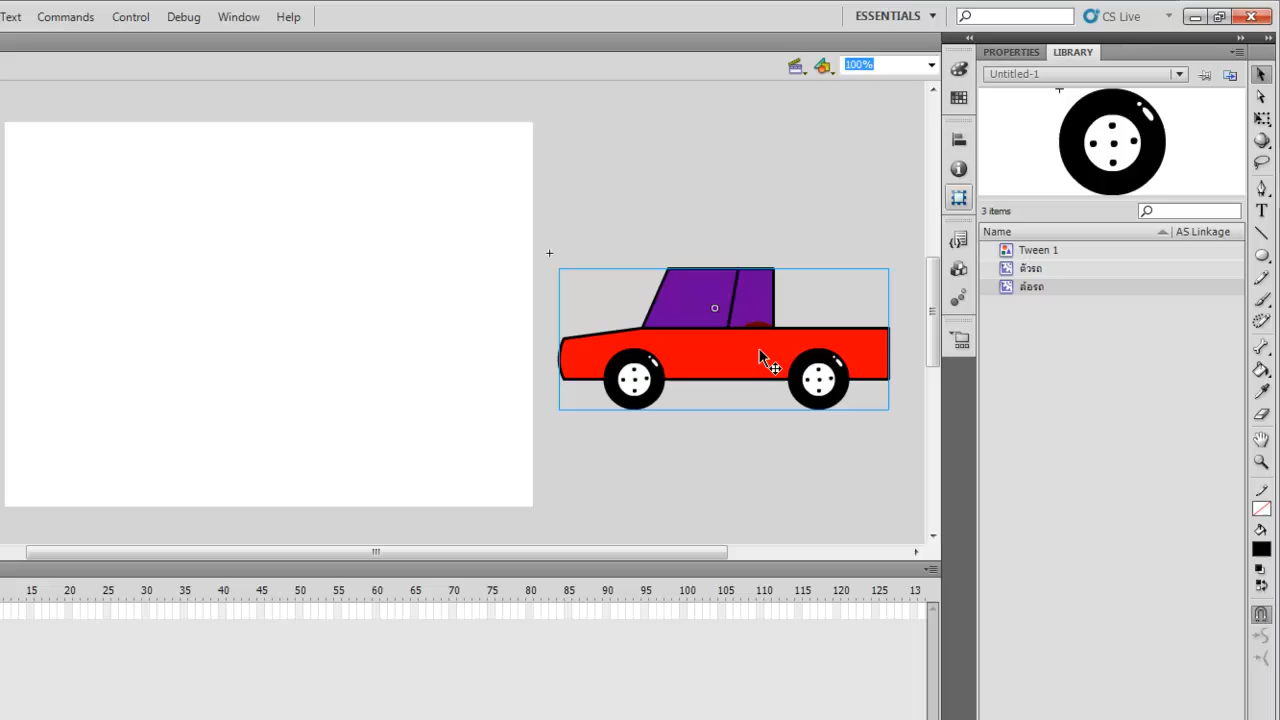 Text Commands Control Debug Window Help ESSENTIALS CS Live
100%
PROPERTIES LIBRARY
Untitled-1
3 items
Name AS Linkage
Tween 1
ตัวรถ
ล้อรถ
15 20 25 30 35 40 45 50 55 60 65 70 75 80 85 90 95 100 105 110 115 120 125 13